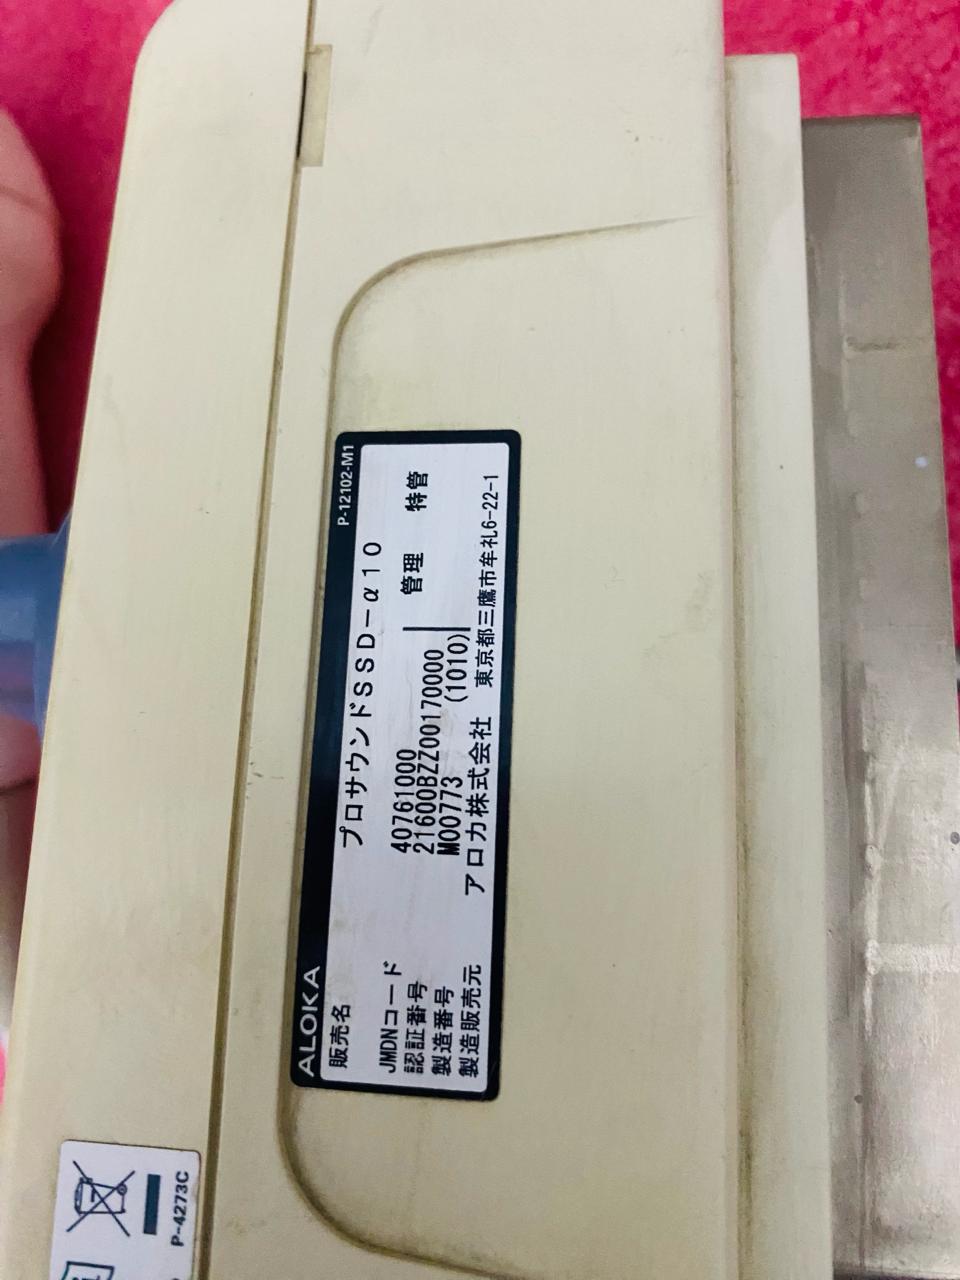 ALOKA P-12102-M1
販売名 プロサウンドSSD-α10
JMDNコード 40761000 管理 特管
認証番号 21600BZZ00170000
製造番号 M00773 (1010)
製造販売元 アロカ株式会社 東京都三鷹市牟礼6-22-1
P-4273C